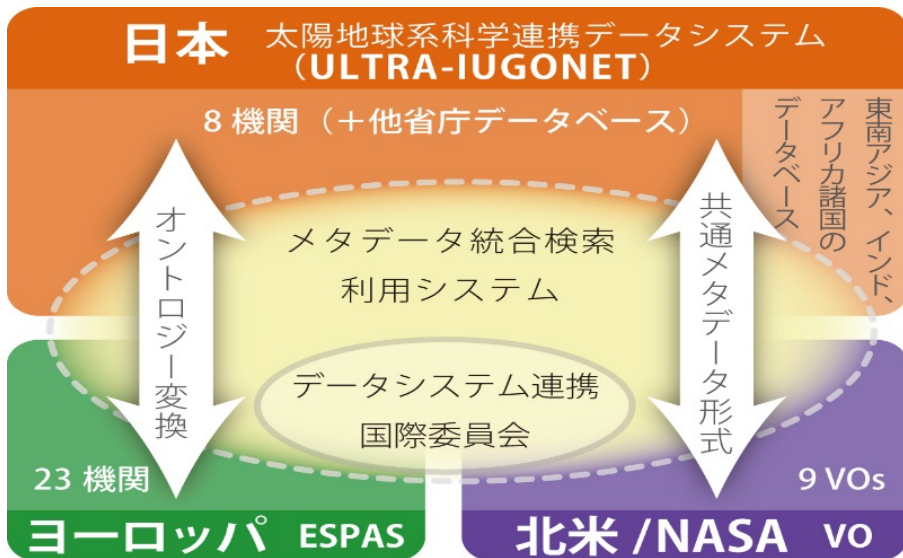 日本 太陽地球系科学連携データシステム
(ULTRA-IUGONET)
8 機関 (+他省庁データベース)
東南アジア、インド、
アフリカ諸国の
データベース
オントロジー変換
メタデータ統合検索
利用システム
共通メタデータ形式
データシステム連携
国際委員会
23 機関
ヨーロッパ ESPAS
9 VOs
北米 /NASA VO